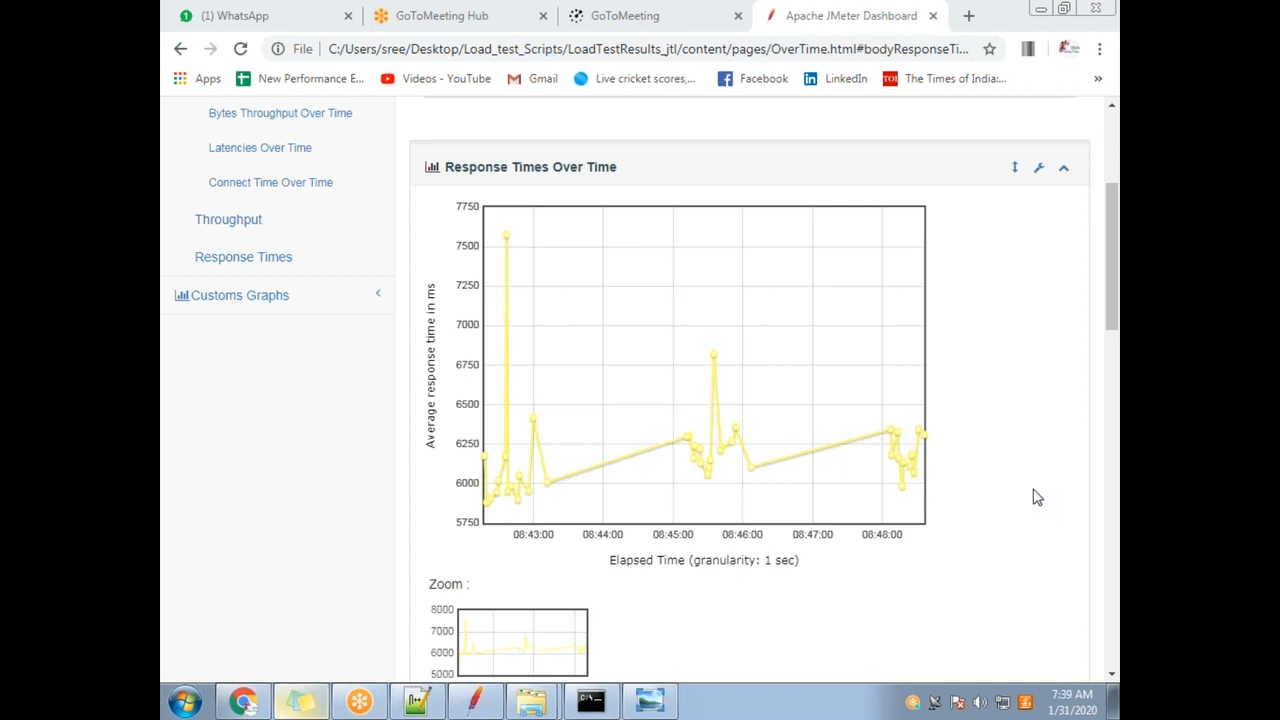 (1) WhatsApp
GoToMeeting Hub
GoToMeeting
Apache JMeter Dashboard
File
C:/Users/sree/Desktop/Load_test_Scripts/LoadTestResults_jtl/content/pages/OverTime.html#bodyResponseTi...
Apps
New Performance E...
Videos - YouTube
Gmail
Live cricket scores,...
Facebook
LinkedIn
TOI
The Times of India:...
»
Bytes Throughput Over Time
Latencies Over Time
Connect Time Over Time
Throughput
Response Times
Customs Graphs
Response Times Over Time
Average response time in ms
7750
7500
7250
7000
6750
6500
6250
6000
5750
08:43:00 08:44:00 08:45:00 08:46:00 08:47:00 08:48:00
Elapsed Time (granularity: 1 sec)
Zoom :
8000
7000
6000
5000
7:39 AM
1/31/2020